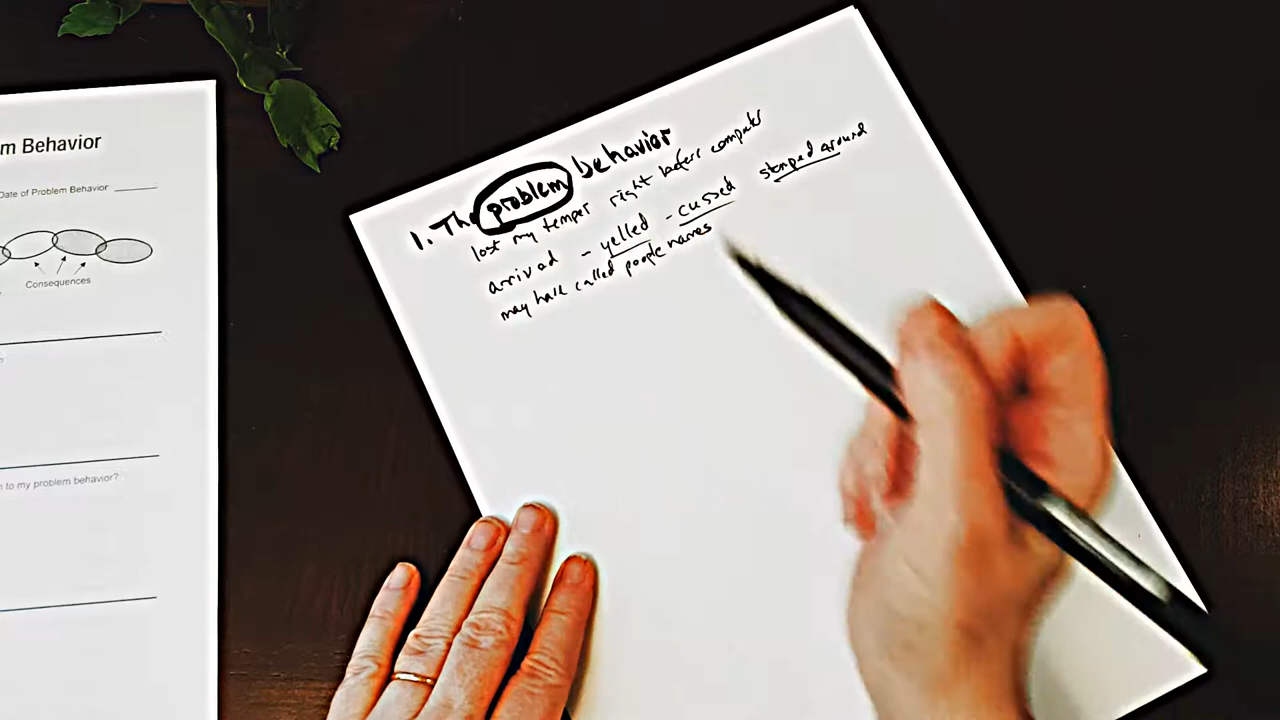 m Behavior
Date of Problem Behavior
Consequences
to my problem behavior?
1. The problem behavior
lost my temper right before computer
arrived - yelled - cussed stomped around
may have called people names